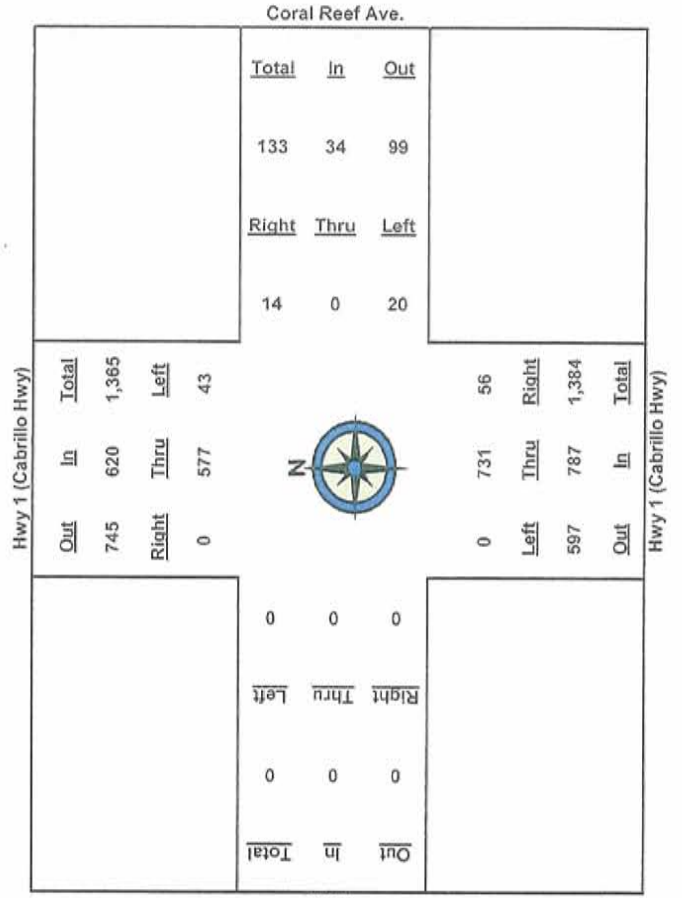 Coral Reef Ave.
Total In Out
133 34 99
Right Thru Left
14 0 20
Hwy 1 (Cabrillo Hwy)
Out In Total
745 620 1,365
Right Thru Left
0 577 43
N
0 731 56
Left Thru Right
597 787 1,384
Out In Total
Hwy 1 (Cabrillo Hwy)
0 0 0
Left Thru Right
0 0 0
Total In Out